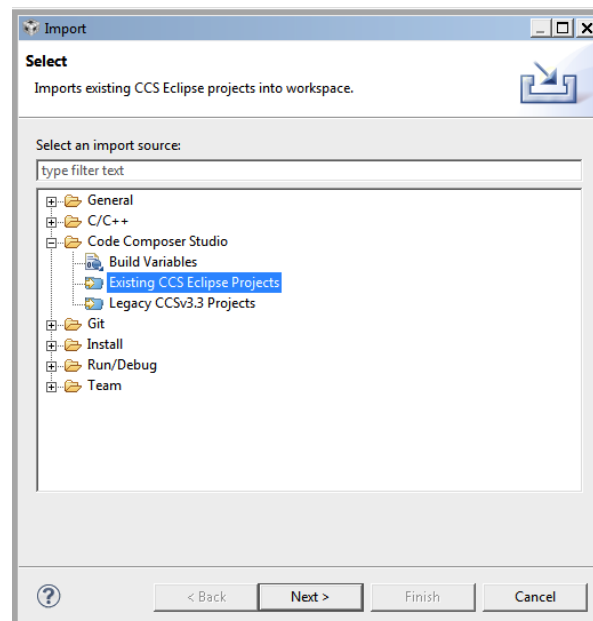 Import
Select
Imports existing CCS Eclipse projects into workspace.
Select an import source:
type filter text
General
C/C++
Code Composer Studio
Build Variables
Existing CCS Eclipse Projects
Legacy CCSv3.3 Projects
Git
Install
Run/Debug
Team
? < Back Next > Finish Cancel